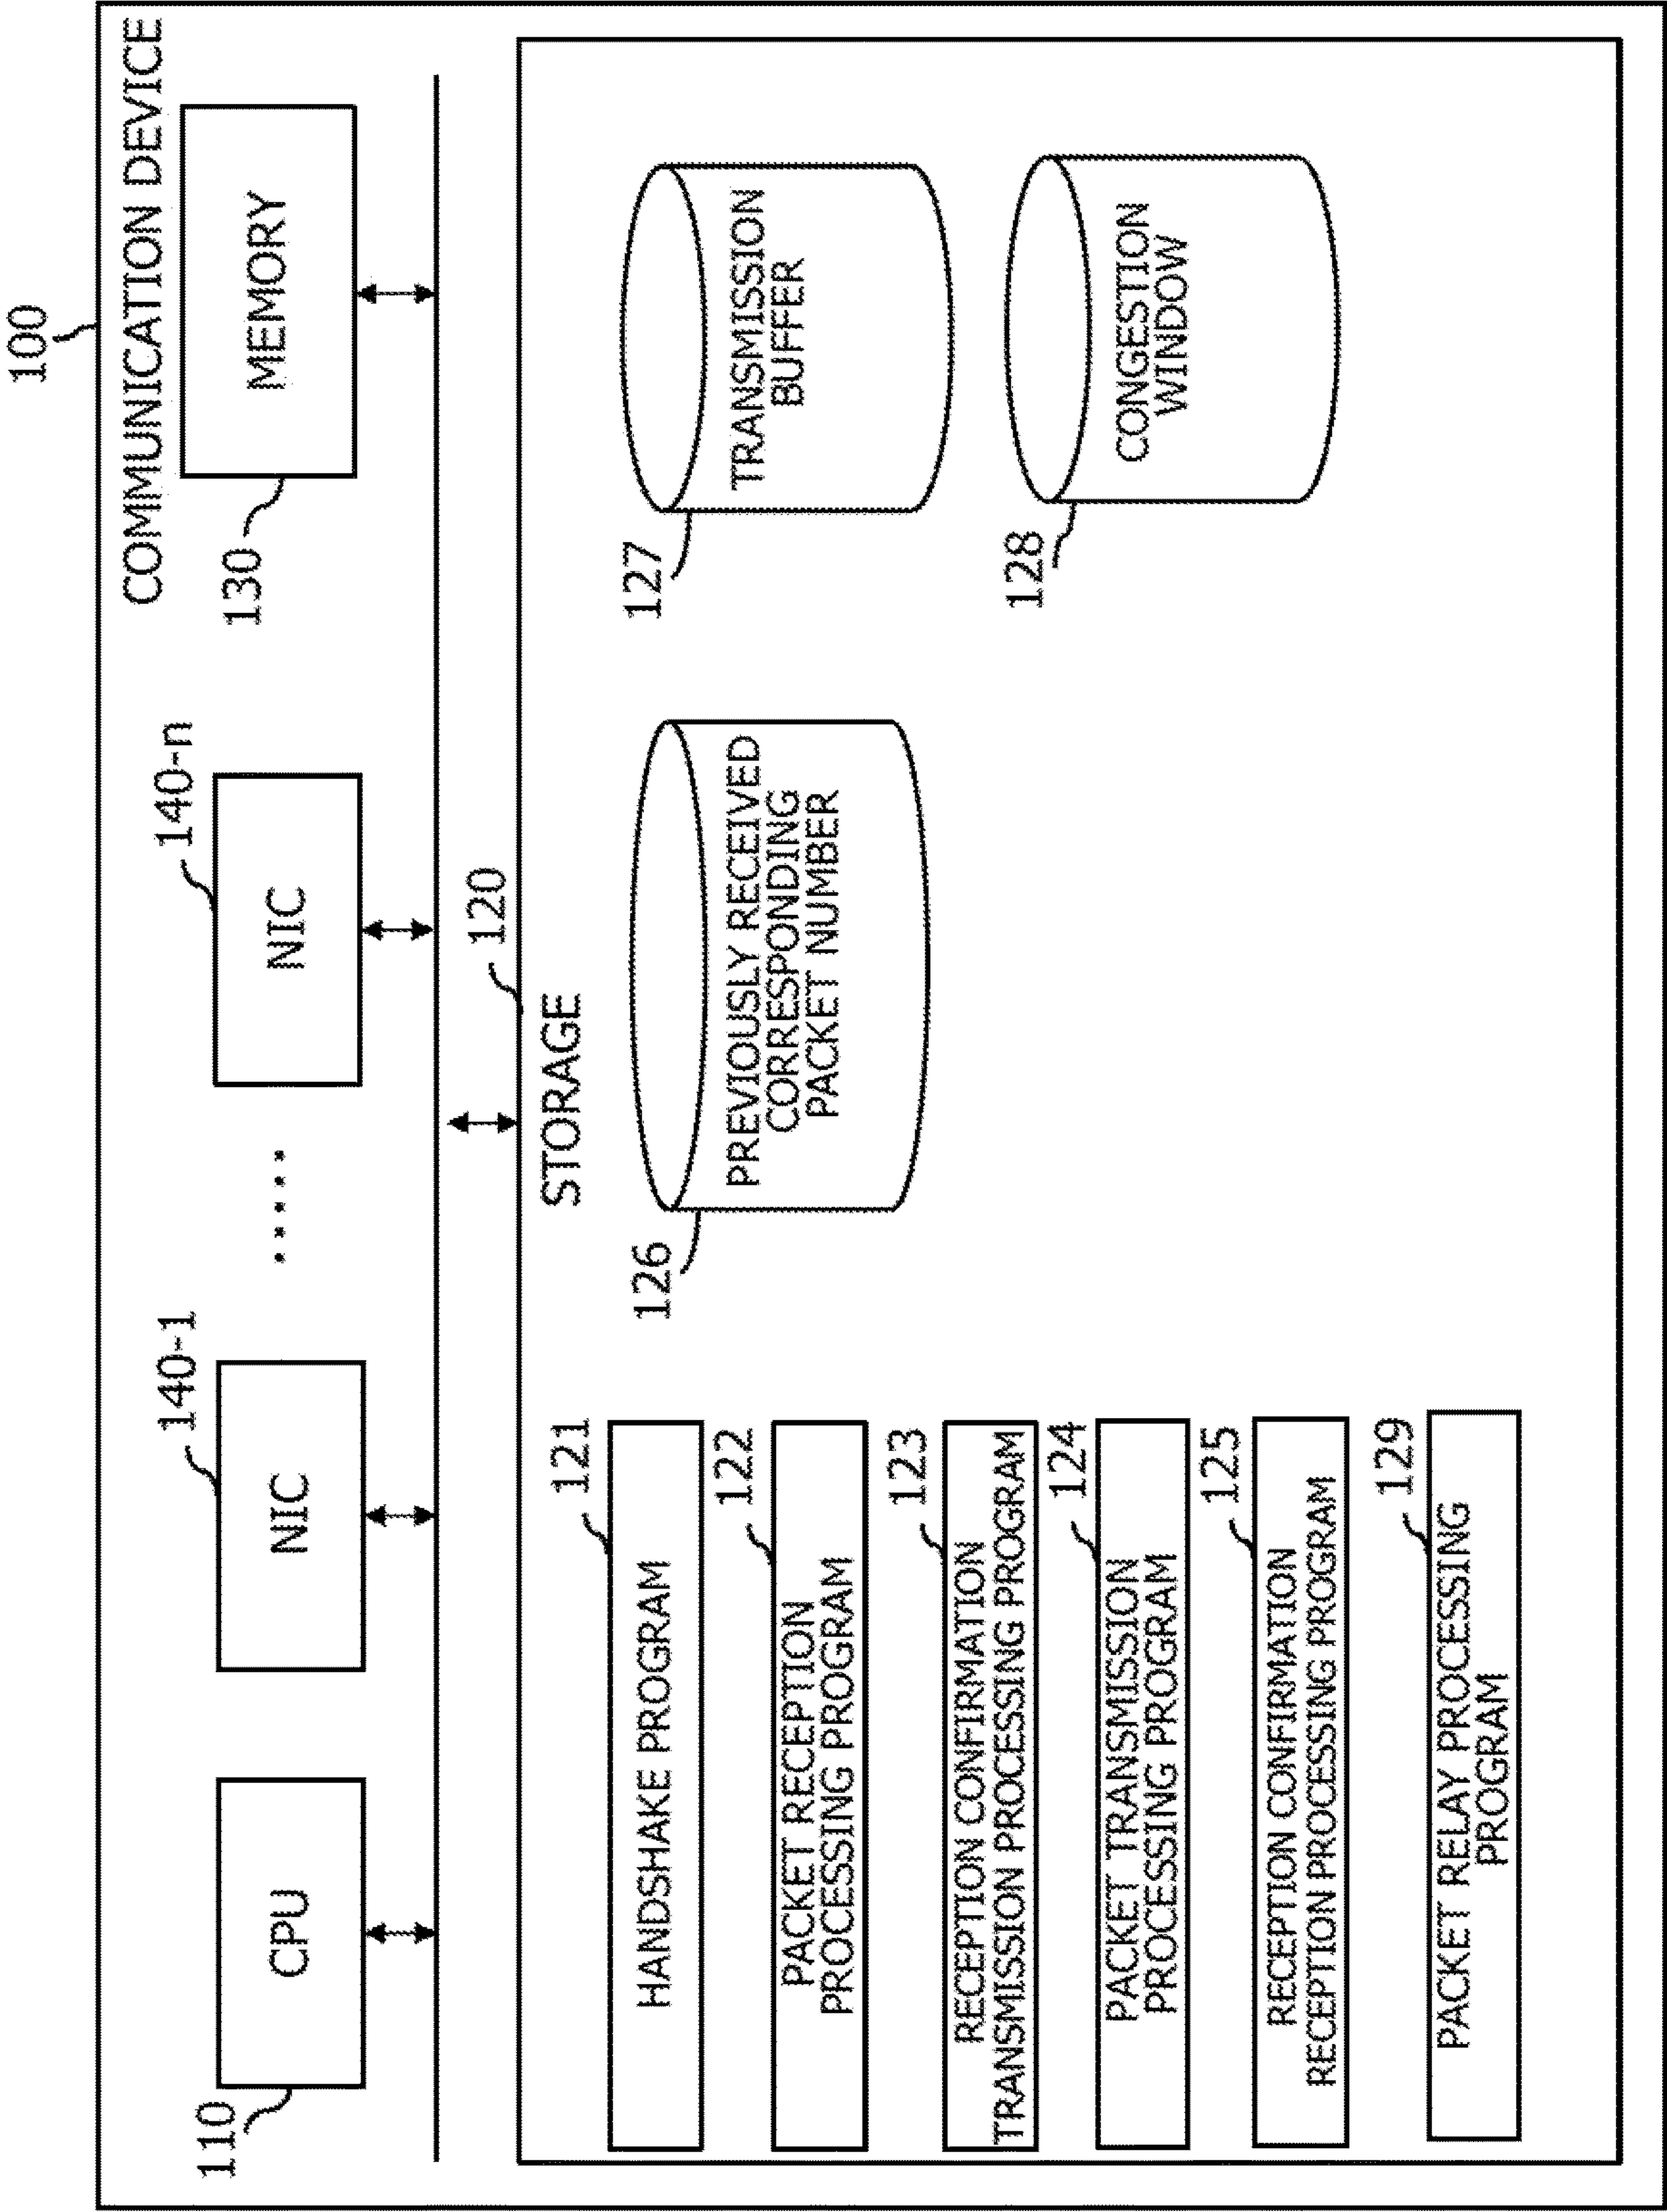 100
COMMUNICATION DEVICE
110
CPU
140-1
NIC
.....
140-n
NIC
130
MEMORY
120
STORAGE
121
HANDSHAKE PROGRAM
122
PACKET RECEPTION
PROCESSING PROGRAM
123
RECEPTION CONFIRMATION
TRANSMISSION PROCESSING PROGRAM
124
PACKET TRANSMISSION
PROCESSING PROGRAM
125
RECEPTION CONFIRMATION
RECEPTION PROCESSING PROGRAM
129
PACKET RELAY PROCESSING
PROGRAM
126
PREVIOUSLY RECEIVED
CORRESPONDING
PACKET NUMBER
127
TRANSMISSION
BUFFER
128
CONGESTION
WINDOW